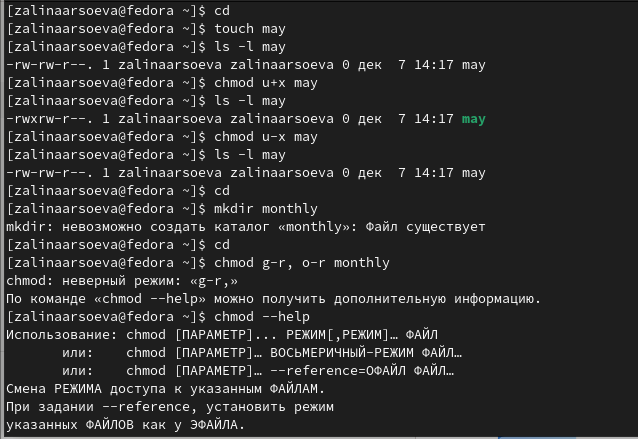 [zalinaarsoeva@fedora ~]$ cd
[zalinaarsoeva@fedora ~]$ touch may
[zalinaarsoeva@fedora ~]$ ls -l may
-rw-rw-r--. 1 zalinaarsoeva zalinaarsoeva 0 дек  7 14:17 may
[zalinaarsoeva@fedora ~]$ chmod u+x may
[zalinaarsoeva@fedora ~]$ ls -l may
-rwxrw-r--. 1 zalinaarsoeva zalinaarsoeva 0 дек  7 14:17 may
[zalinaarsoeva@fedora ~]$ chmod u-x may
[zalinaarsoeva@fedora ~]$ ls -l may
-rw-rw-r--. 1 zalinaarsoeva zalinaarsoeva 0 дек  7 14:17 may
[zalinaarsoeva@fedora ~]$ cd
[zalinaarsoeva@fedora ~]$ mkdir monthly
mkdir: невозможно создать каталог «monthly»: Файл существует
[zalinaarsoeva@fedora ~]$ cd
[zalinaarsoeva@fedora ~]$ chmod g-r, o-r monthly
chmod: неверный режим: «g-r,»
По команде «chmod --help» можно получить дополнительную информацию.
[zalinaarsoeva@fedora ~]$ chmod --help
Использование: chmod [ПАРАМЕТР]... РЕЖИМ[,РЕЖИМ]… ФАЙЛ
       или:    chmod [ПАРАМЕТР]… ВОСЬМЕРИЧНЫЙ-РЕЖИМ ФАЙЛ…
       или:    chmod [ПАРАМЕТР]… --reference=ОФАЙЛ ФАЙЛ…
Смена РЕЖИМА доступа к указанным ФАЙЛАМ.
При задании --reference, установить режим
указанных ФАЙЛОВ как у ЭФАЙЛА.